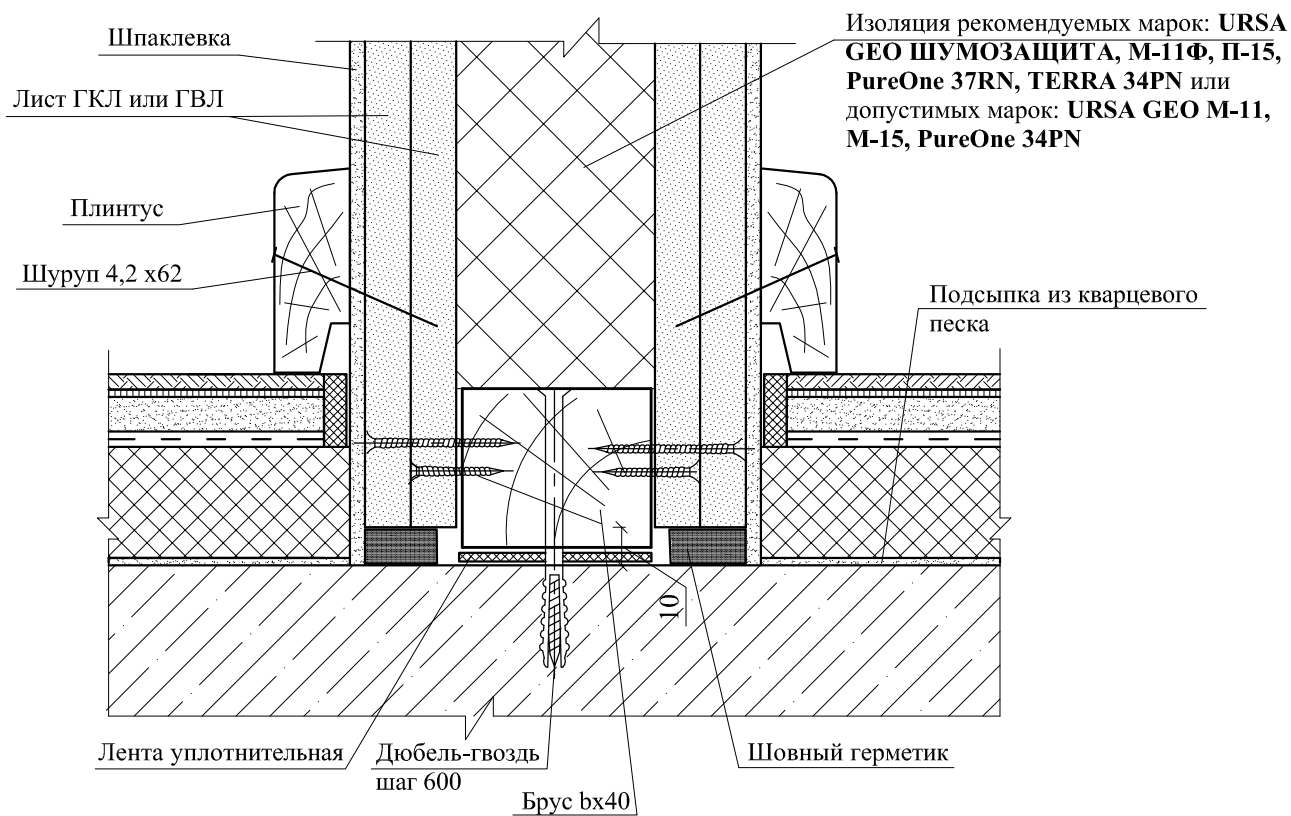 Шпаклевка
Лист ГКЛ или ГВЛ
Плинтус
Шуруп 4,2 х62
Изоляция рекомендуемых марок: URSA
GEO ШУМОЗАЩИТА, М-11Ф, П-15,
PureOne 37RN, TERRA 34PN или
допустимых марок: URSA GEO М-11,
М-15, PureOne 34PN
Подсыпка из кварцевого
песка
10
Лента уплотнительная
Дюбель-гвоздь
шаг 600
Брус bx40
Шовный герметик